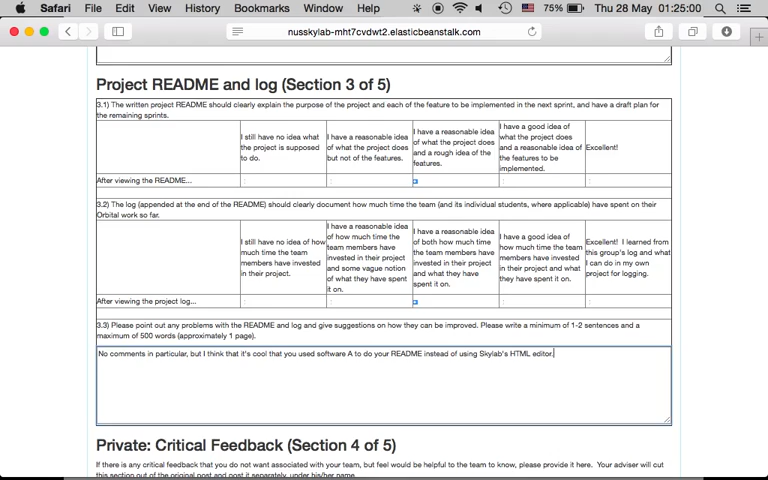 Safari File Edit View History Bookmarks Window Help 75% Thu 28 May 01:25:00
nusskylab-mht7cvdwt2.elasticbeanstalk.com
Project README and log (Section 3 of 5)
3.1) The written project README should clearly explain the purpose of the project and each of the feature to be implemented in the next sprint, and have a draft plan for
the remaining sprints.
I still have no idea what
the project is supposed
to do.
I have a reasonable idea
of what the project does
but not of the features.
I have a reasonable idea
of what the project does
and a rough idea of the
features.
I have a good idea of
what the project does
and a reasonable idea of
the features to be
implemented.
Excellent!
After viewing the README...
3.2) The log (appended at the end of the README) should clearly document how much time the team (and its individual students, where applicable) have spent on their
Orbital work so far.
I still have no idea of how
much time the team
members have invested
in their project.
I have a reasonable idea
of how much time the
team members have
invested in their project
and some vague notion
of what they have spent
it on.
I have a reasonable idea
of both how much time
the team members have
invested in their project
and what they have
spent it on.
I have a good idea of
how much time the team
members have invested
in their project and what
they have spent it on.
Excellent! I learned from
this group's log and what
I can do in my own
project for logging.
After viewing the project log...
3.3) Please point out any problems with the README and log and give suggestions on how they can be improved. Please write a minimum of 1-2 sentences and a
maximum of 500 words (approximately 1 page).
No comments in particular, but I think that it's cool that you used software A to do your README instead of using Skylab's HTML editor.
Private: Critical Feedback (Section 4 of 5)
If there is any critical feedback that you do not want associated with your team, but feel would be helpful to the team to know, please provide it here. Your adviser will cut
this section out of the original post and post it separately, under his/her name.